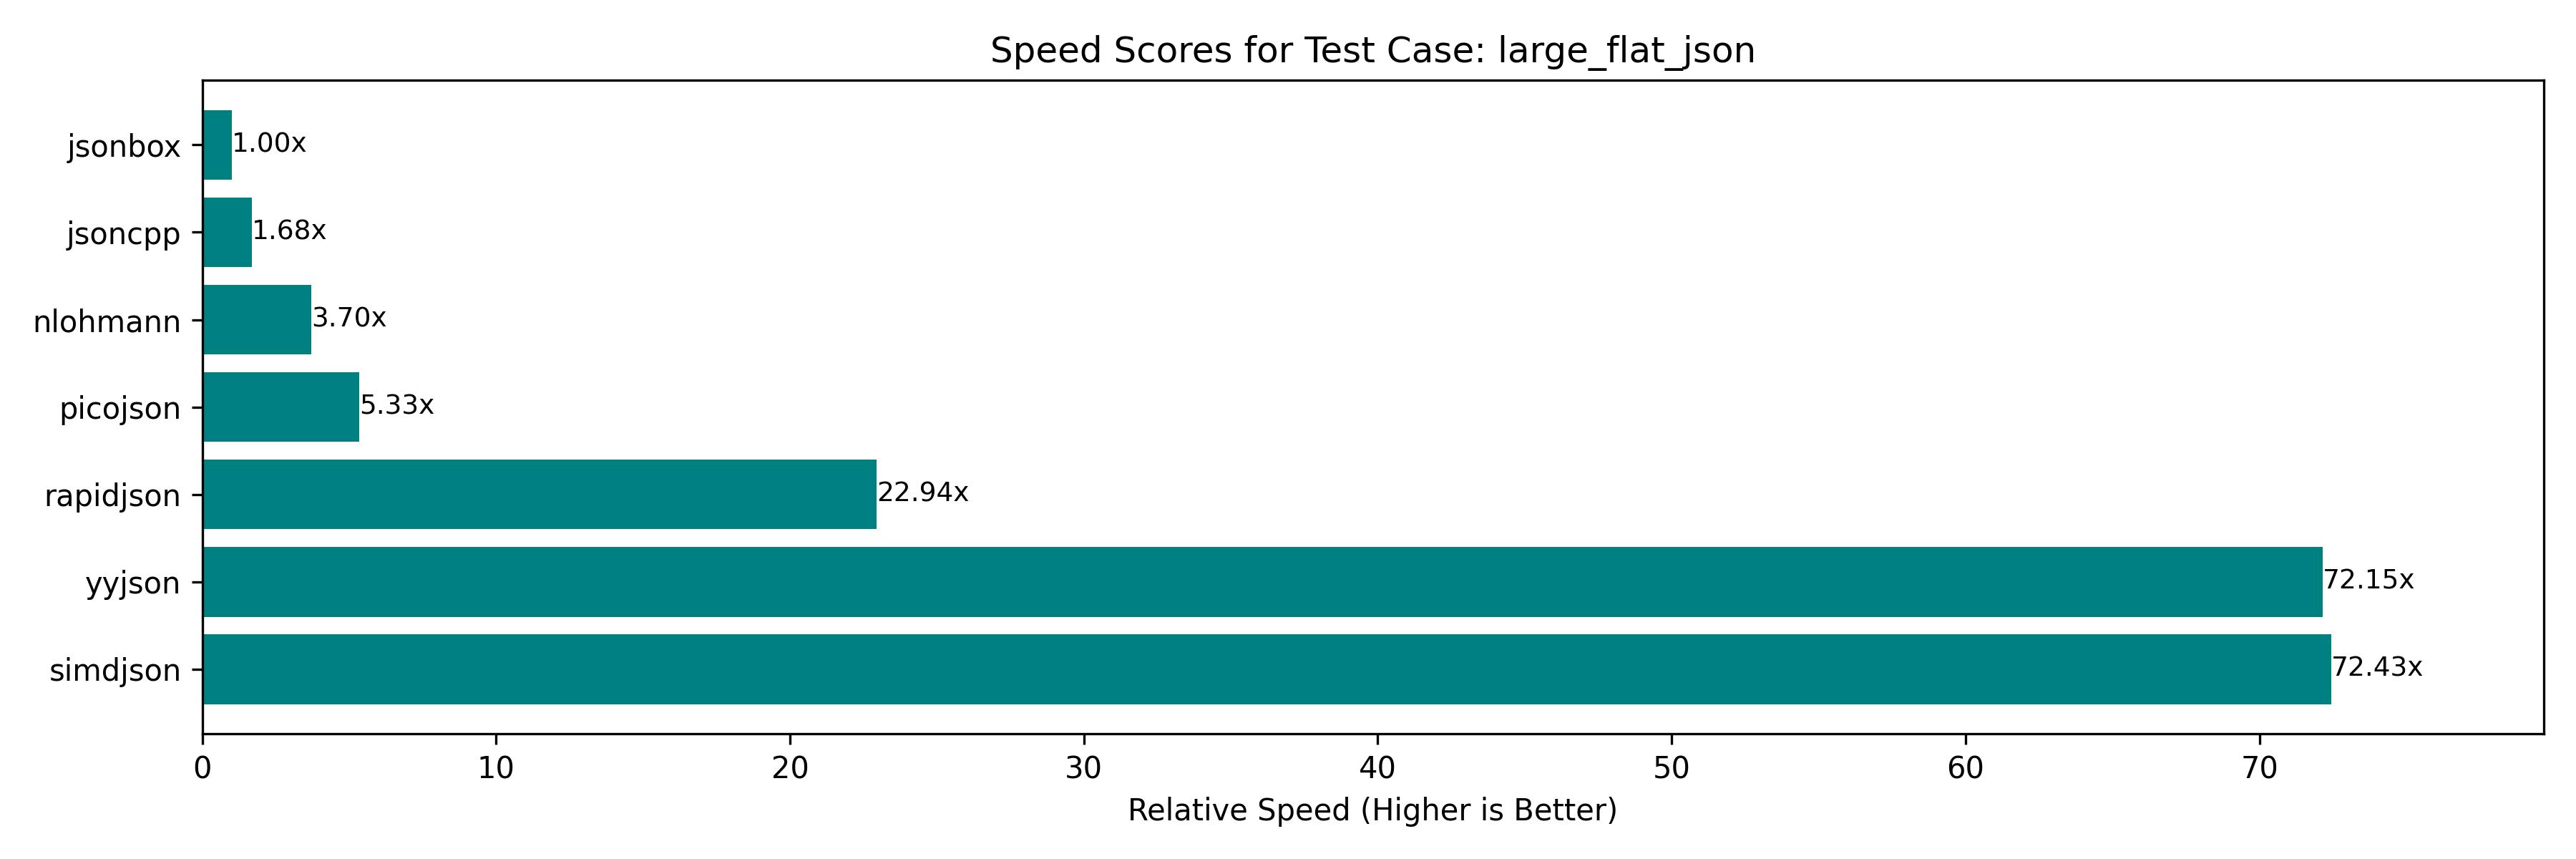 Speed Scores for Test Case: large_flat_json
jsonbox 1.00x
jsoncpp 1.68x
nlohmann 3.70x
picojson 5.33x
rapidjson 22.94x
yyjson 72.15x
simdjson 72.43x
0 10 20 30 40 50 60 70
Relative Speed (Higher is Better)